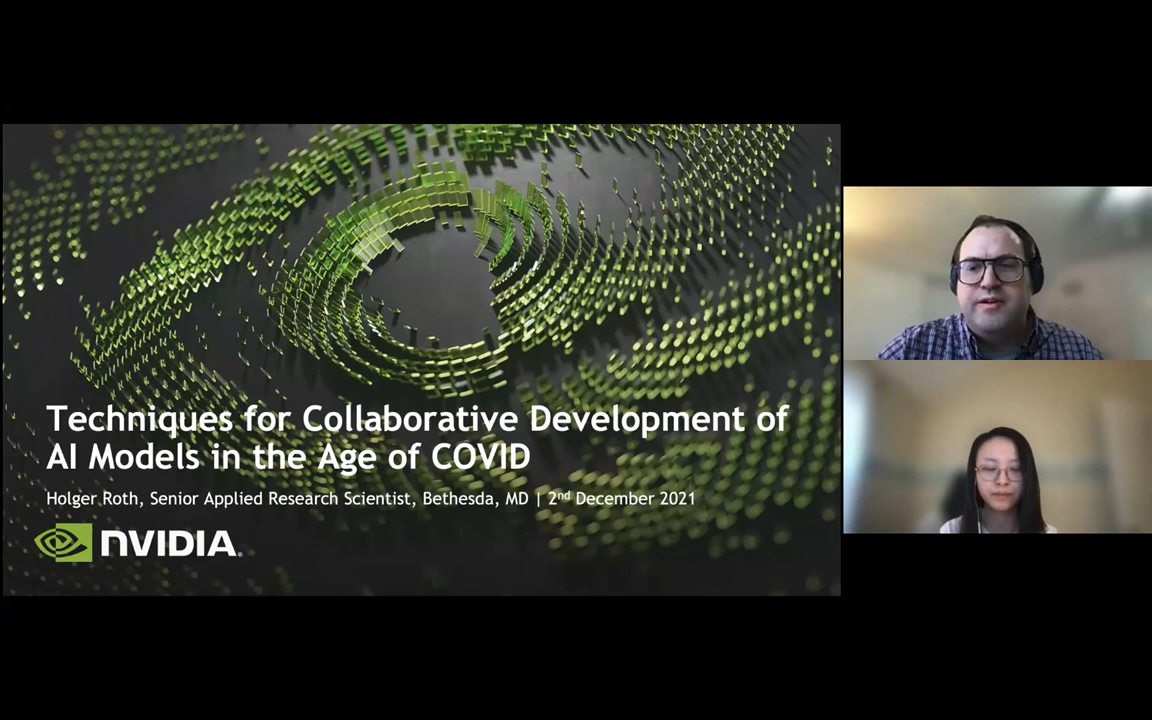 Techniques for Collaborative Development of
AI Models in the Age of COVID
Holger Roth, Senior Applied Research Scientist, Bethesda, MD | 2nd December 2021
NVIDIA®